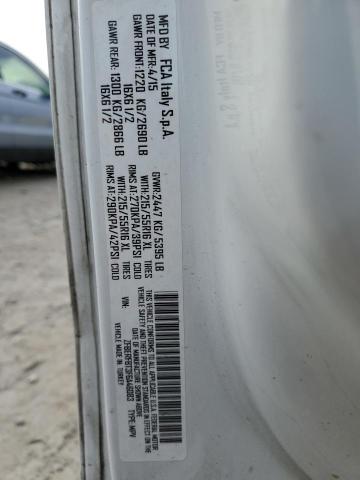 MFD BY FCA Italy S.p.A.
DATE OF MFR:4/15 GVWR:2447 KG/5395 LB
GAWR FRONT:1220 KG/2690 LB WITH 215/55R16 XL TIRES
16X6 1/2 RIMS AT:270KPA/39PSI COLD
GAWR REAR: 1300 KG/2866 LB WITH 215/55R16 XL TIRES
16X6 1/2 RIMS AT:290KPA/42PSI COLD
THIS VEHICLE CONFORMS TO ALL APPLICABLE U.S.A. FEDERAL MOTOR
VEHICLE SAFETY AND THEFT PREVENTION STANDARDS IN EFFECT ON THE
DATE OF MANUFACTURE SHOWN ABOVE
VEHICLE MADE IN: TURKEY
VIN: TYPE:MPV